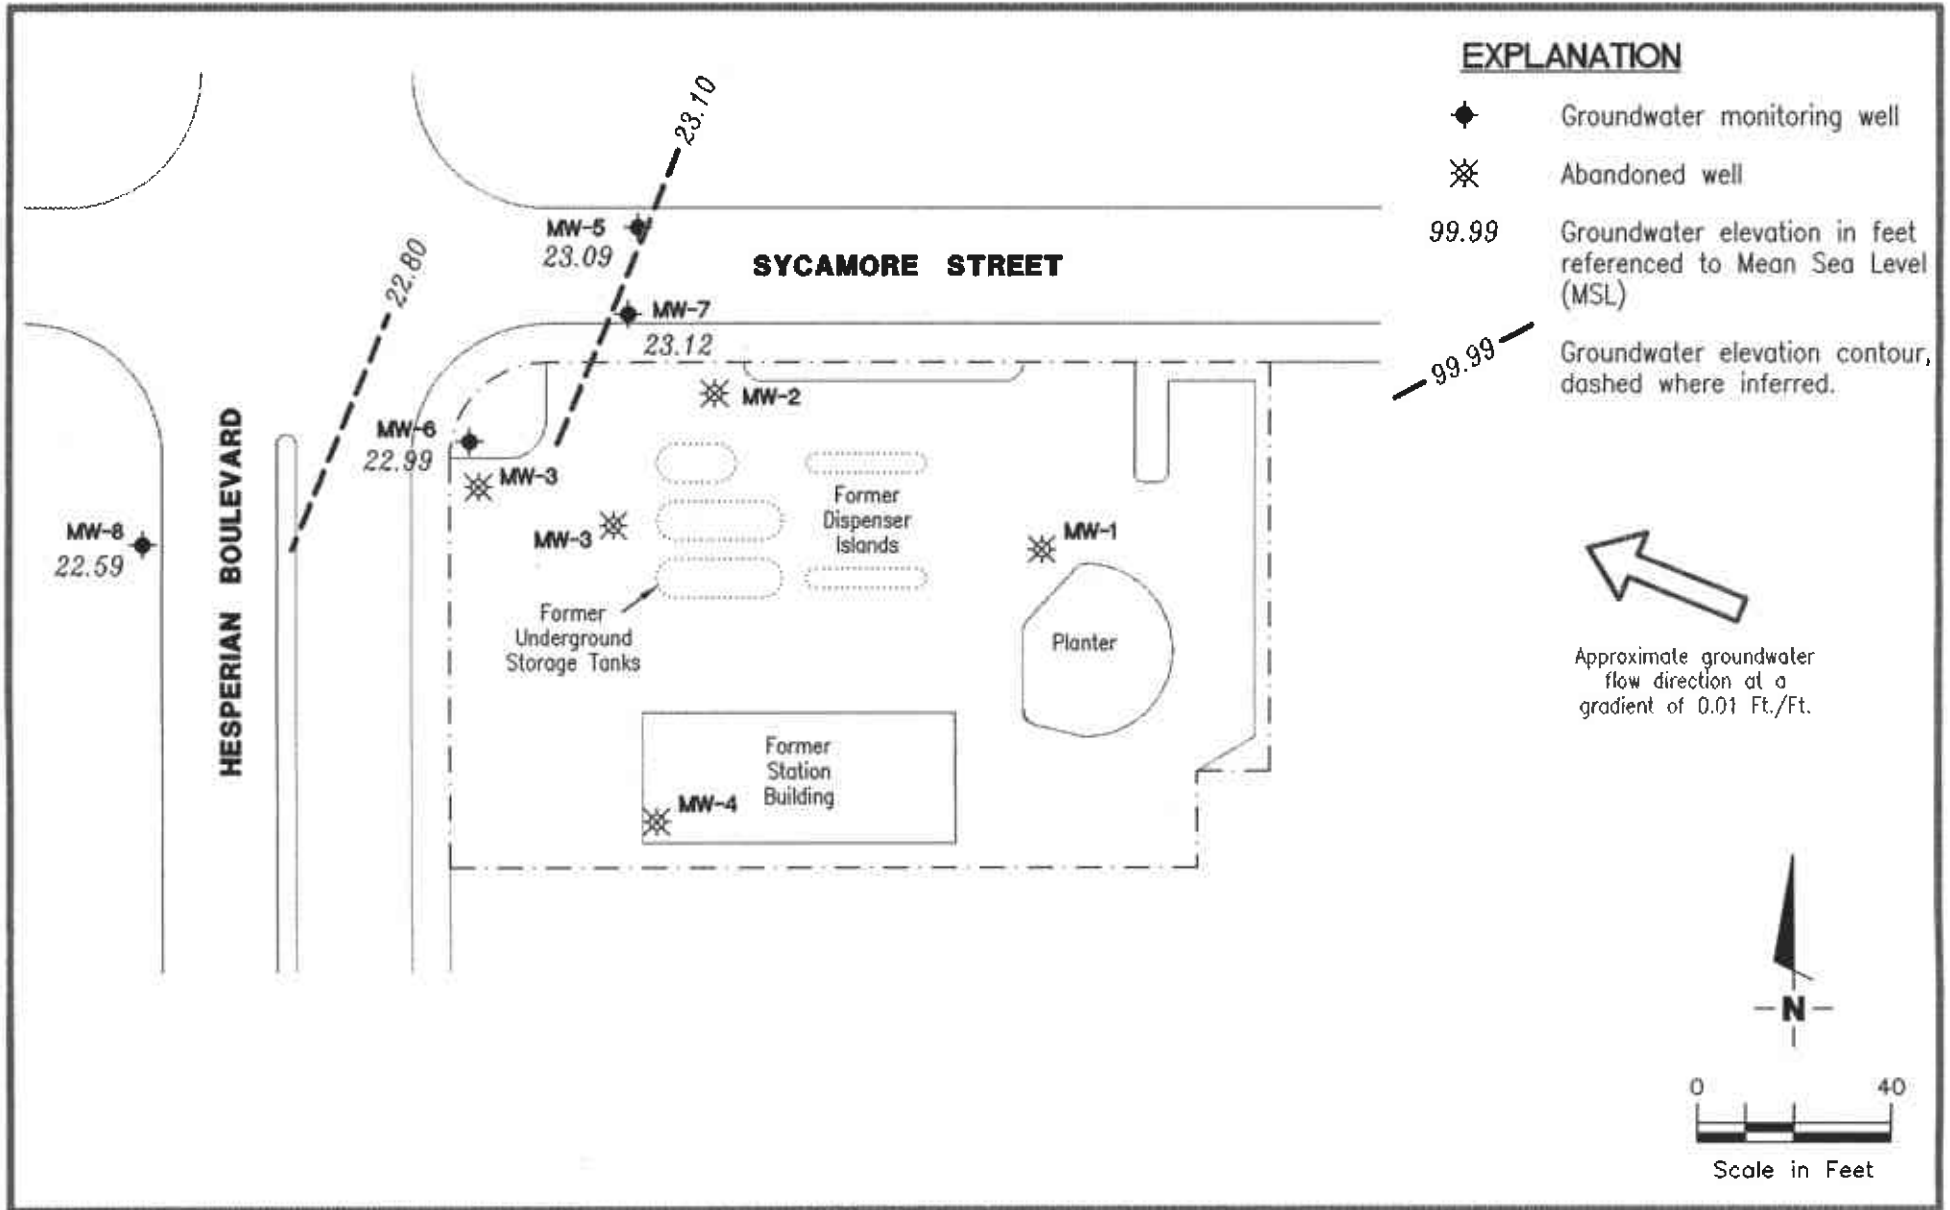 EXPLANATION
Groundwater monitoring well
Abandoned well
99.99
Groundwater elevation in feet
referenced to Mean Sea Level
(MSL)
99.99
Groundwater elevation contour,
dashed where inferred.
23.10
22.80
MW-5
23.09
SYCAMORE STREET
MW-7
23.12
MW-2
MW-6
22.99
MW-3
MW-3
MW-8
22.59
HESPERIAN BOULEVARD
Former
Dispenser
Islands
MW-1
Former
Underground
Storage Tanks
Planter
Former
Station
Building
MW-4
Approximate groundwater
flow direction at a
gradient of 0.01 Ft./Ft.
N
0 40
Scale in Feet